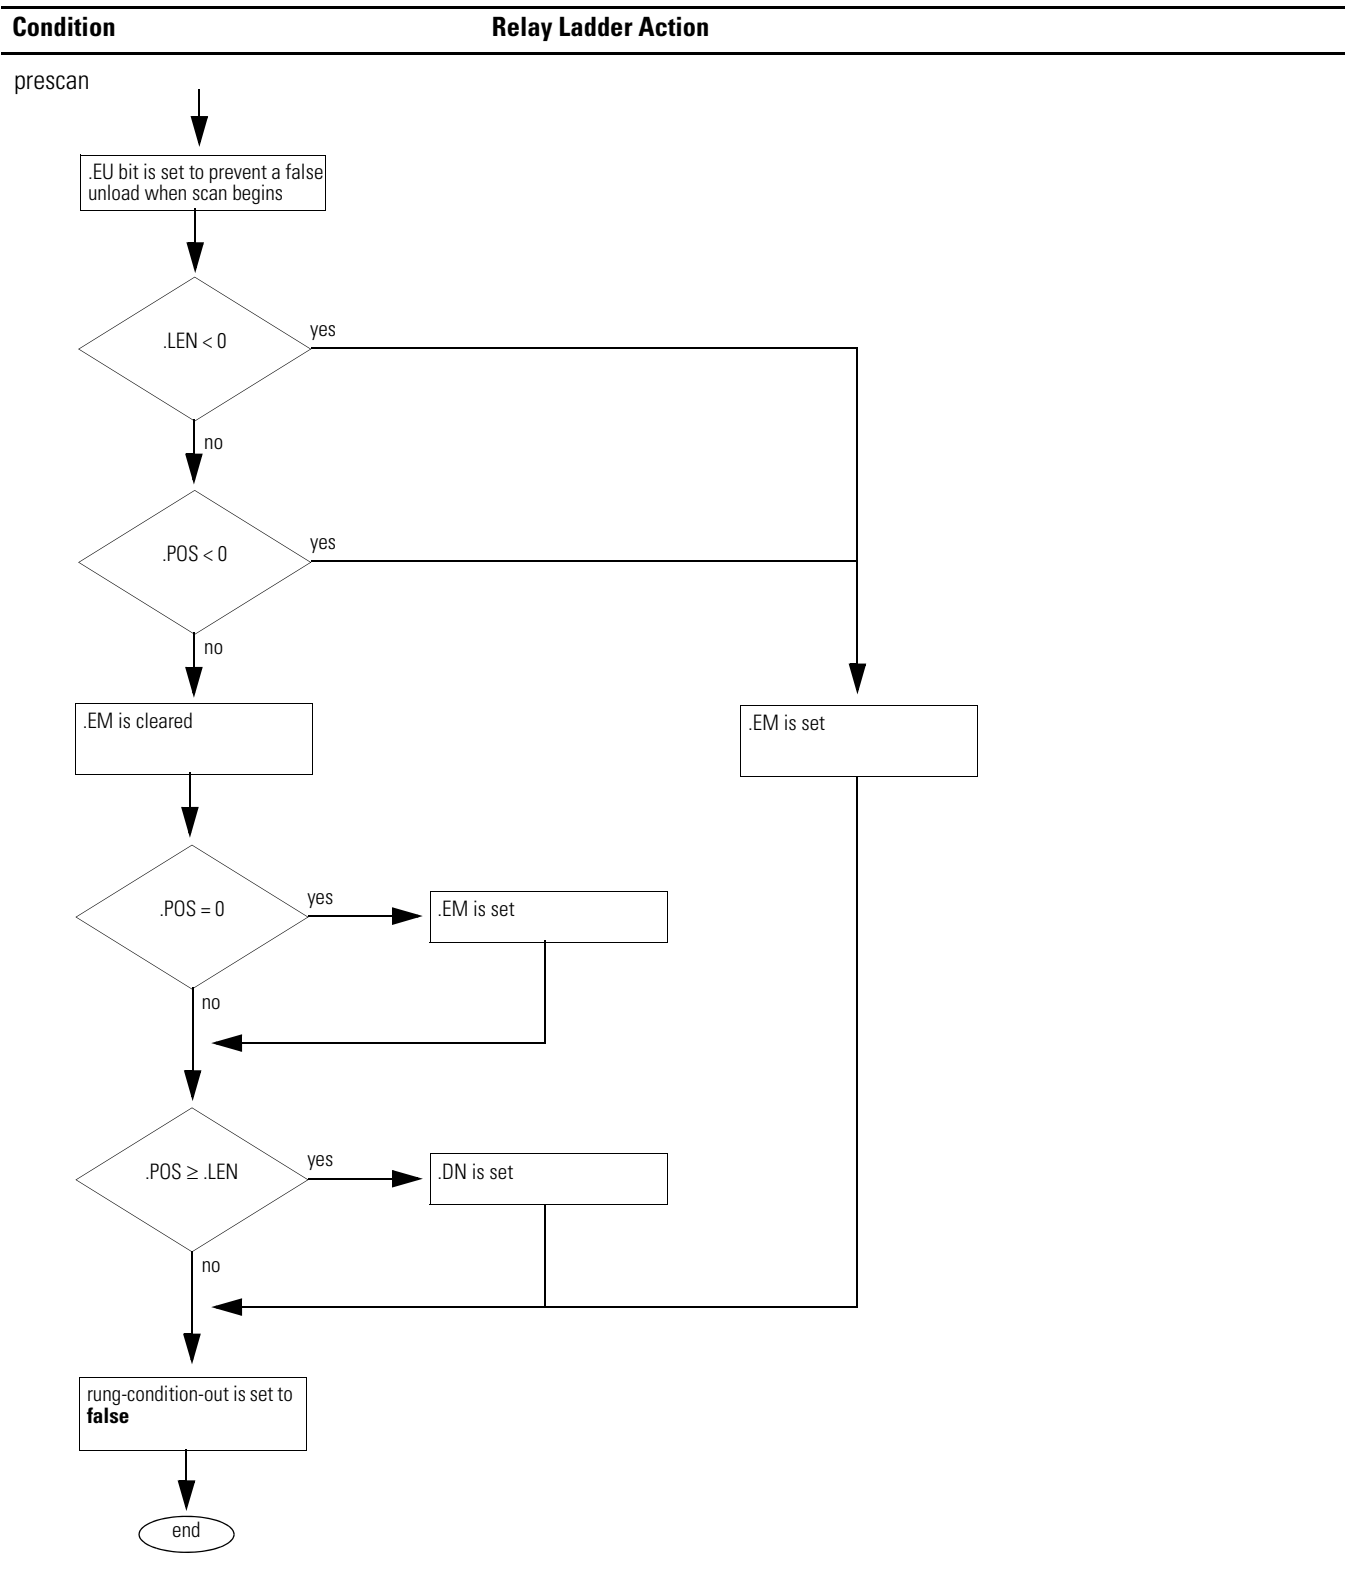 Condition Relay Ladder Action
prescan
.EU bit is set to prevent a false
unload when scan begins
.LEN < 0
yes
no
.POS < 0
yes
no
.EM is cleared
.EM is set
.POS = 0
yes
.EM is set
no
.POS ≥ .LEN
yes
.DN is set
no
rung-condition-out is set to
false
end